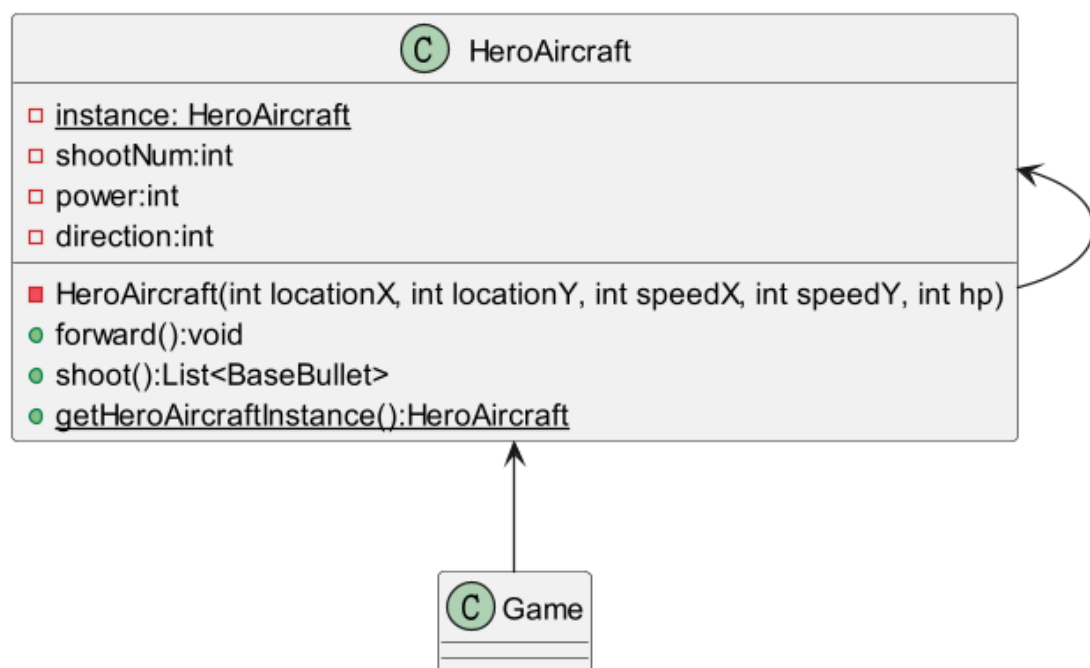 C HeroAircraft
instance: HeroAircraft
shootNum:int
power:int
direction:int
HeroAircraft(int locationX, int locationY, int speedX, int speedY, int hp)
forward():void
shoot():List<BaseBullet>
getHeroAircraftInstance():HeroAircraft
C Game